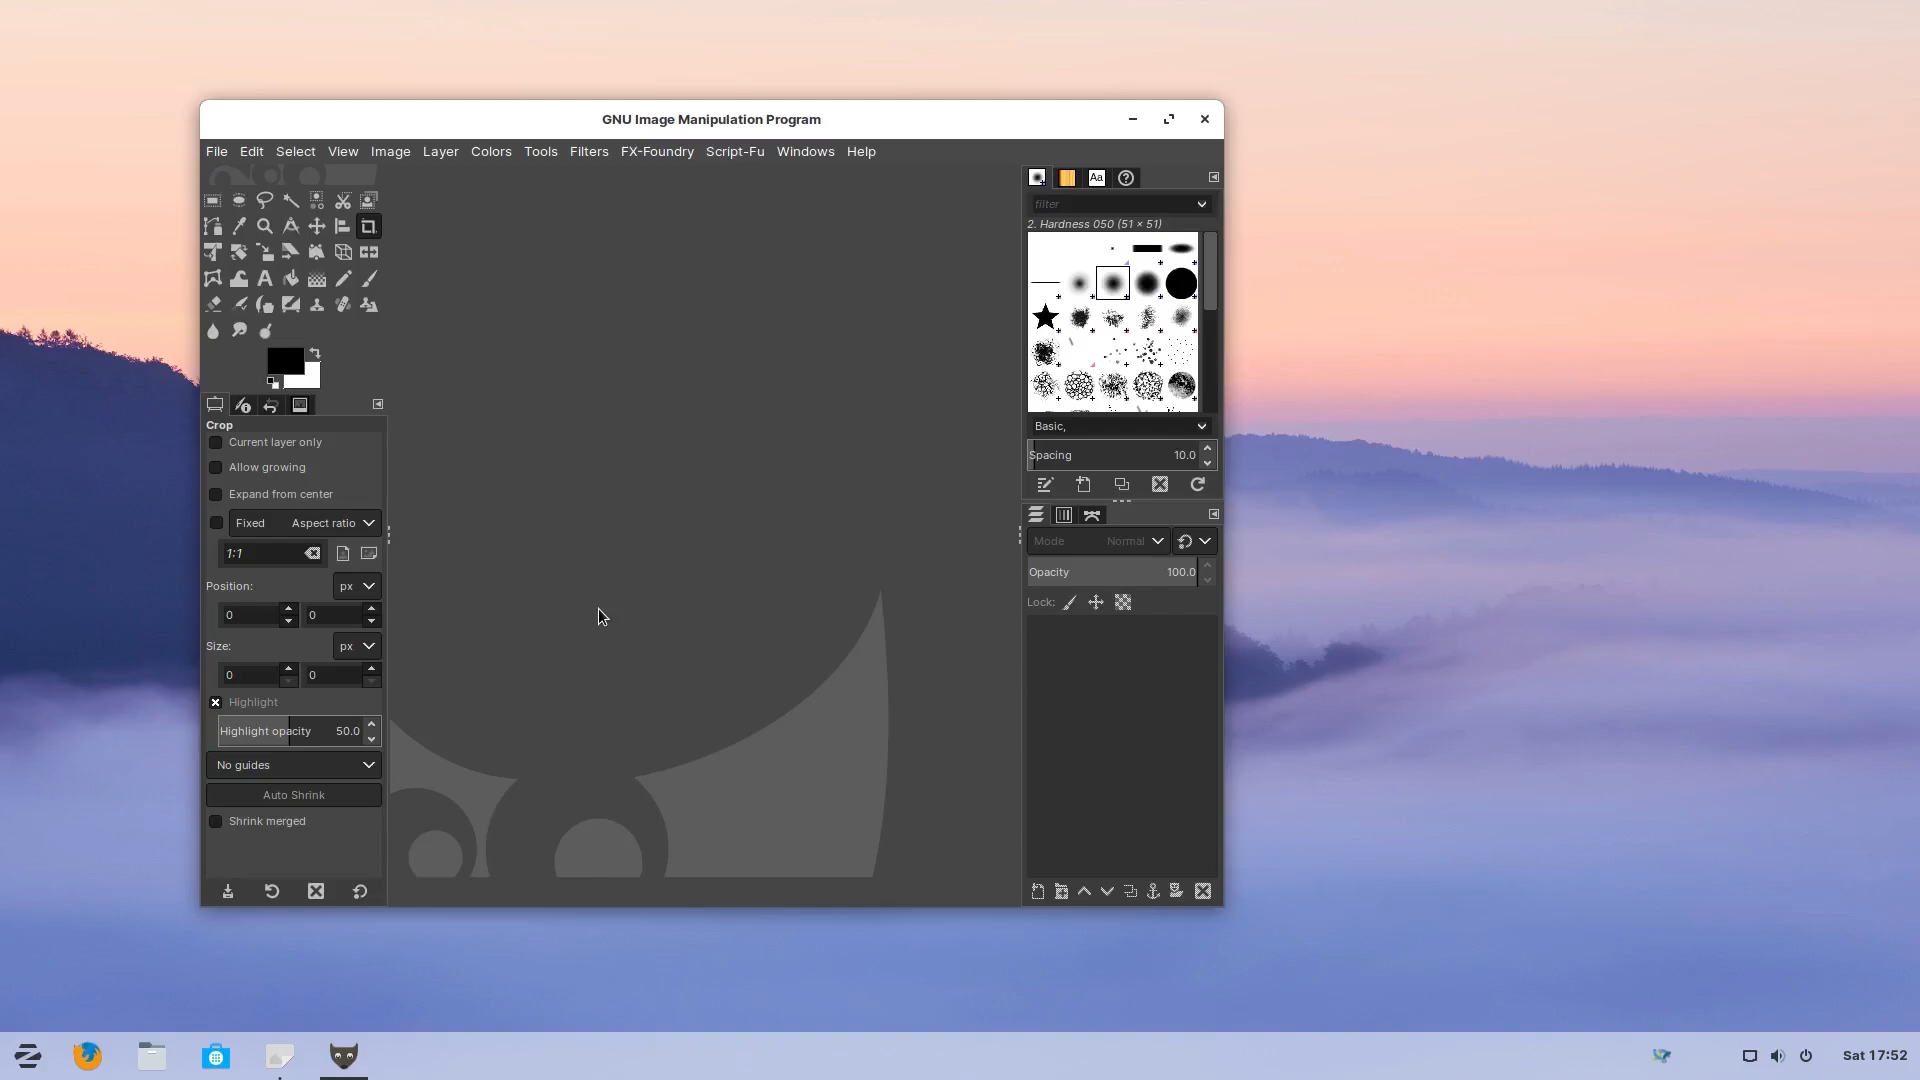 GNU Image Manipulation Program
File Edit Select View Image Layer Colors Tools Filters FX-Foundry Script-Fu Windows Help
Aa
filter
2. Hardness 050 (51 × 51)
Basic,
Spacing 10.0
Crop
Current layer only
Allow growing
Expand from center
Fixed Aspect ratio
1:1
Position: px
0 0
Size: px
0 0
Highlight
Highlight opacity 50.0
No guides
Auto Shrink
Shrink merged
Mode Normal
Opacity 100.0
Lock:
Sat 17:52